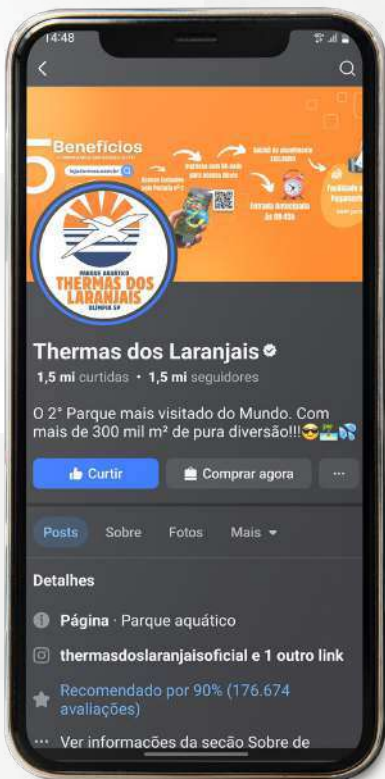 14:48
5
Benefícios
Entrada Antecipada
Às 08:45h
PARQUE AQUÁTICO
THERMAS DOS
LARANJAIS
OLÍMPIA SP
Thermas dos Laranjais
1,5 mi curtidas • 1,5 mi seguidores
O 2° Parque mais visitado do Mundo. Com
mais de 300 mil m² de pura diversão!!!😎🏝️💦
Curtir
Comprar agora
...
Posts Sobre Fotos Mais
Detalhes
Página · Parque aquático
thermasdoslaranjaisoficial e 1 outro link
Recomendado por 90% (176.674
avaliações)
... Ver informações da secção Sobre de